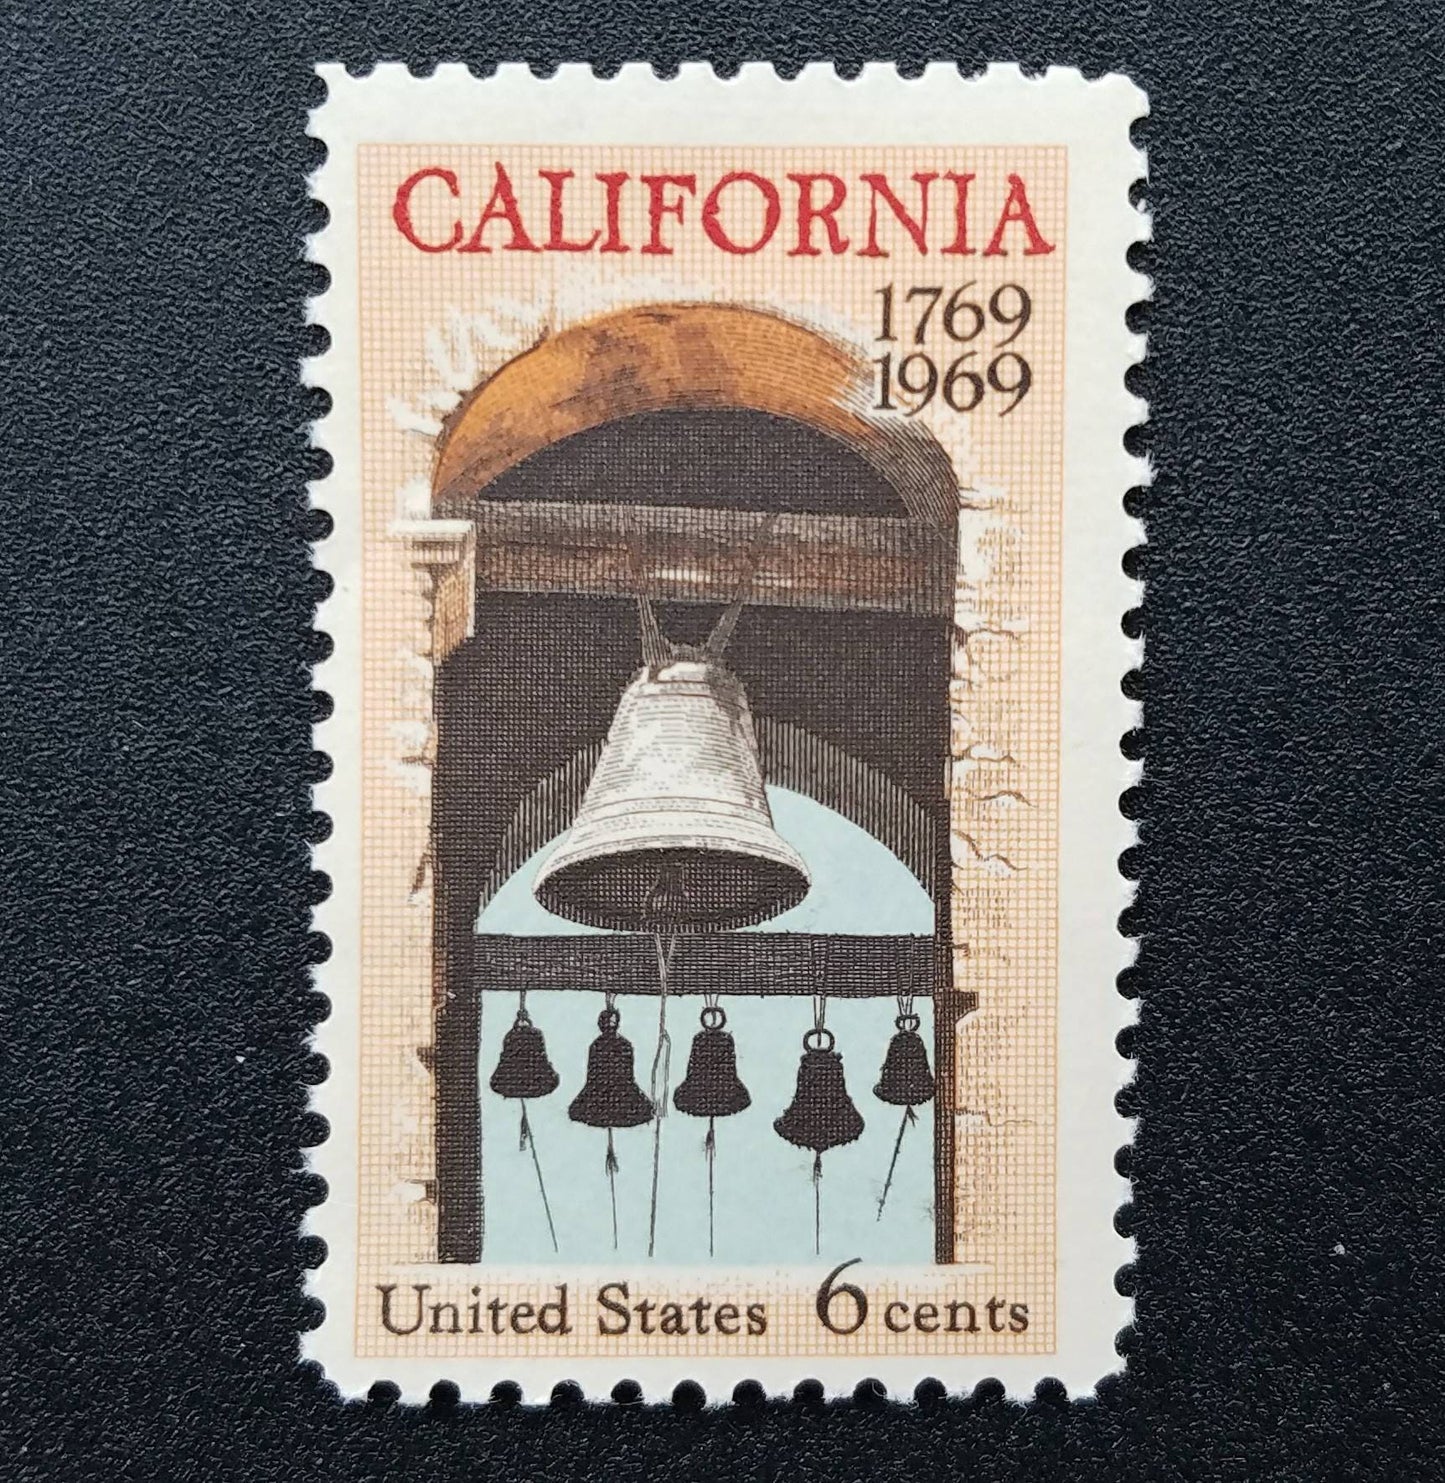 CALIFORNIA
1769
1969
United States 6 cents